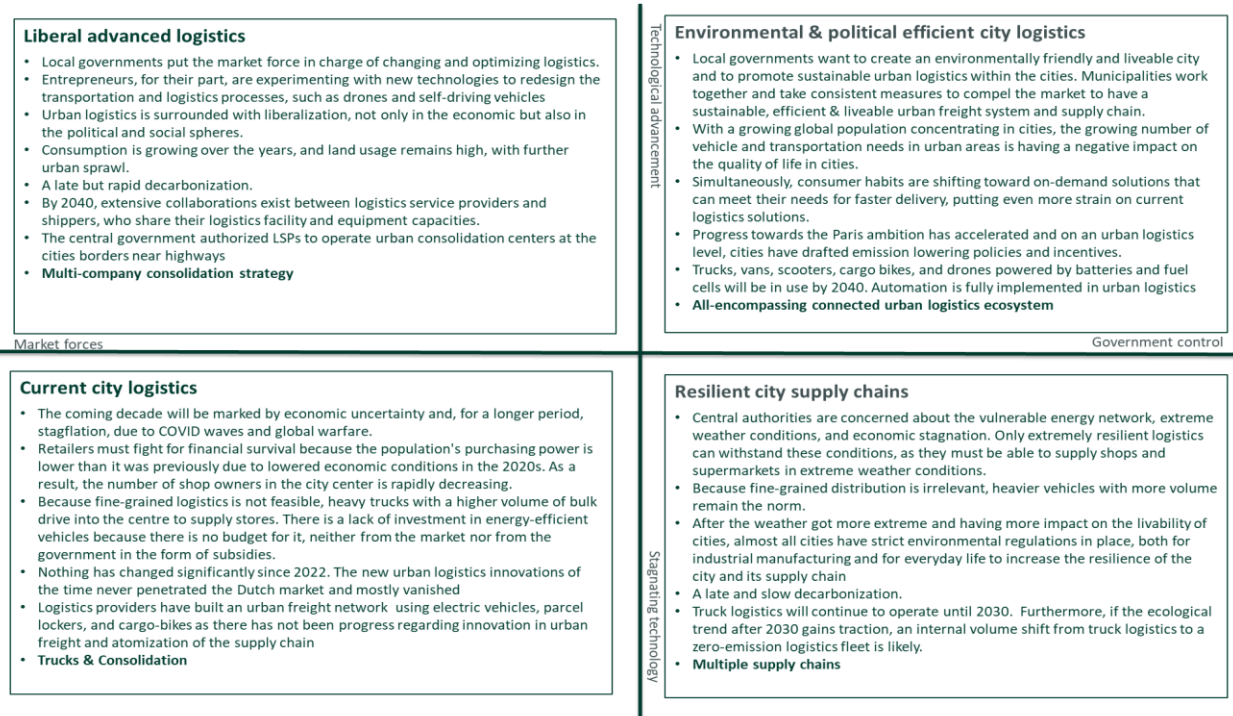 Liberal advanced logistics
• Local governments put the market force in charge of changing and optimizing logistics.
• Entrepreneurs, for their part, are experimenting with new technologies to redesign the
transportation and logistics processes, such as drones and self-driving vehicles
• Urban logistics is surrounded with liberalization, not only in the economic but also in
the political and social spheres.
• Consumption is growing over the years, and land usage remains high, with further
urban sprawl.
• A late but rapid decarbonization.
• By 2040, extensive collaborations exist between logistics service providers and
shippers, who share their logistics facility and equipment capacities.
• The central government authorized LSPs to operate urban consolidation centers at the
cities borders near highways
• Multi-company consolidation strategy
Market forces
Technological advancement
Environmental & political efficient city logistics
• Local governments want to create an environmentally friendly and liveable city
and to promote sustainable urban logistics within the cities. Municipalities work
together and take consistent measures to compel the market to have a
sustainable, efficient & liveable urban freight system and supply chain.
• With a growing global population concentrating in cities, the growing number of
vehicle and transportation needs in urban areas is having a negative impact on
the quality of life in cities.
• Simultaneously, consumer habits are shifting toward on-demand solutions that
can meet their needs for faster delivery, putting even more strain on current
logistics solutions.
• Progress towards the Paris ambition has accelerated and on an urban logistics
level, cities have drafted emission lowering policies and incentives.
• Trucks, vans, scooters, cargo bikes, and drones powered by batteries and fuel
cells will be in use by 2040. Automation is fully implemented in urban logistics
• All-encompassing connected urban logistics ecosystem
Government control
Current city logistics
• The coming decade will be marked by economic uncertainty and, for a longer period,
stagflation, due to COVID waves and global warfare.
• Retailers must fight for financial survival because the population's purchasing power is
lower than it was previously due to lowered economic conditions in the 2020s. As a
result, the number of shop owners in the city center is rapidly decreasing.
• Because fine-grained logistics is not feasible, heavy trucks with a higher volume of bulk
drive into the centre to supply stores. There is a lack of investment in energy-efficient
vehicles because there is no budget for it, neither from the market nor from the
government in the form of subsidies.
• Nothing has changed significantly since 2022. The new urban logistics innovations of
the time never penetrated the Dutch market and mostly vanished
• Logistics providers have built an urban freight network using electric vehicles, parcel
lockers, and cargo-bikes as there has not been progress regarding innovation in urban
freight and atomization of the supply chain
• Trucks & Consolidation
Stagnating technology
Resilient city supply chains
• Central authorities are concerned about the vulnerable energy network, extreme
weather conditions, and economic stagnation. Only extremely resilient logistics
can withstand these conditions, as they must be able to supply shops and
supermarkets in extreme weather conditions.
• Because fine-grained distribution is irrelevant, heavier vehicles with more volume
remain the norm.
• After the weather got more extreme and having more impact on the livability of
cities, almost all cities have strict environmental regulations in place, both for
industrial manufacturing and for everyday life to increase the resilience of the
city and its supply chain
• A late and slow decarbonization.
• Truck logistics will continue to operate until 2030. Furthermore, if the ecological
trend after 2030 gains traction, an internal volume shift from truck logistics to a
zero-emission logistics fleet is likely.
• Multiple supply chains